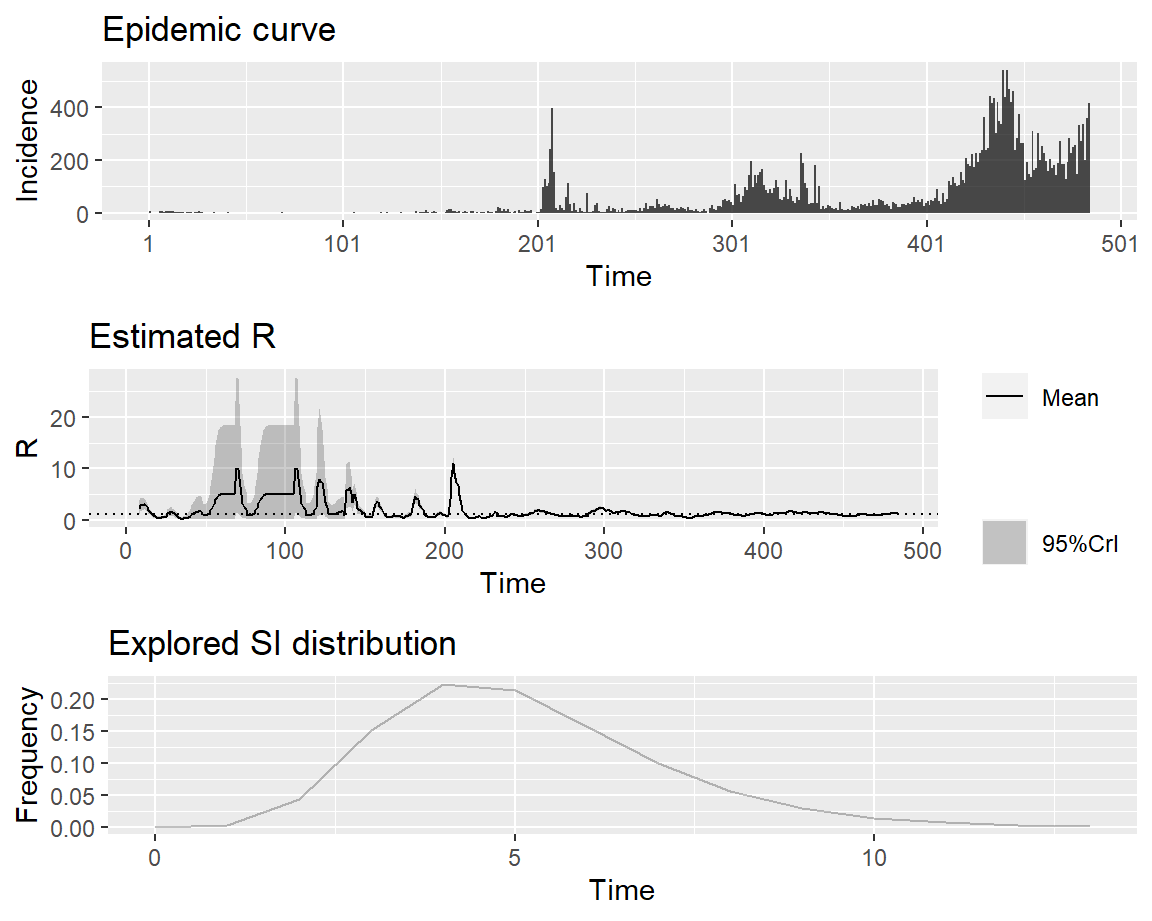 Epidemic curve
Incidence
400
200
0
1 101 201 301 401 501
Time
Estimated R
R
20
10
0
0 100 200 300 400 500
Time
Mean
95%CrI
Explored SI distribution
Frequency
0.20
0.15
0.10
0.05
0.00
0 5 10
Time